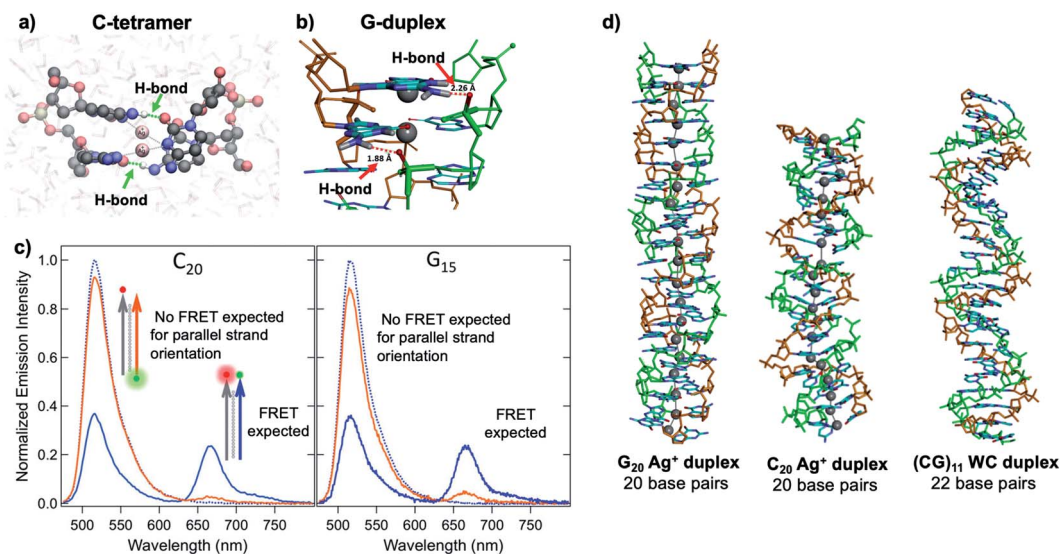 a)
C-tetramer
H-bond
H-bond
b)
G-duplex
H-bond
2.26 Å
1.88 Å
H-bond
c)
Normalized Emission Intensity
1.0
0.8
0.6
0.4
0.2
0.0
C20
No FRET expected
for parallel strand
orientation
FRET
expected
500 550 600 650 700 750
Wavelength (nm)
G15
No FRET expected
for parallel strand
orientation
FRET
expected
500 550 600 650 700 750
Wavelength (nm)
d)
G20 Ag+ duplex
20 base pairs
C20 Ag+ duplex
20 base pairs
(CG)11 WC duplex
22 base pairs